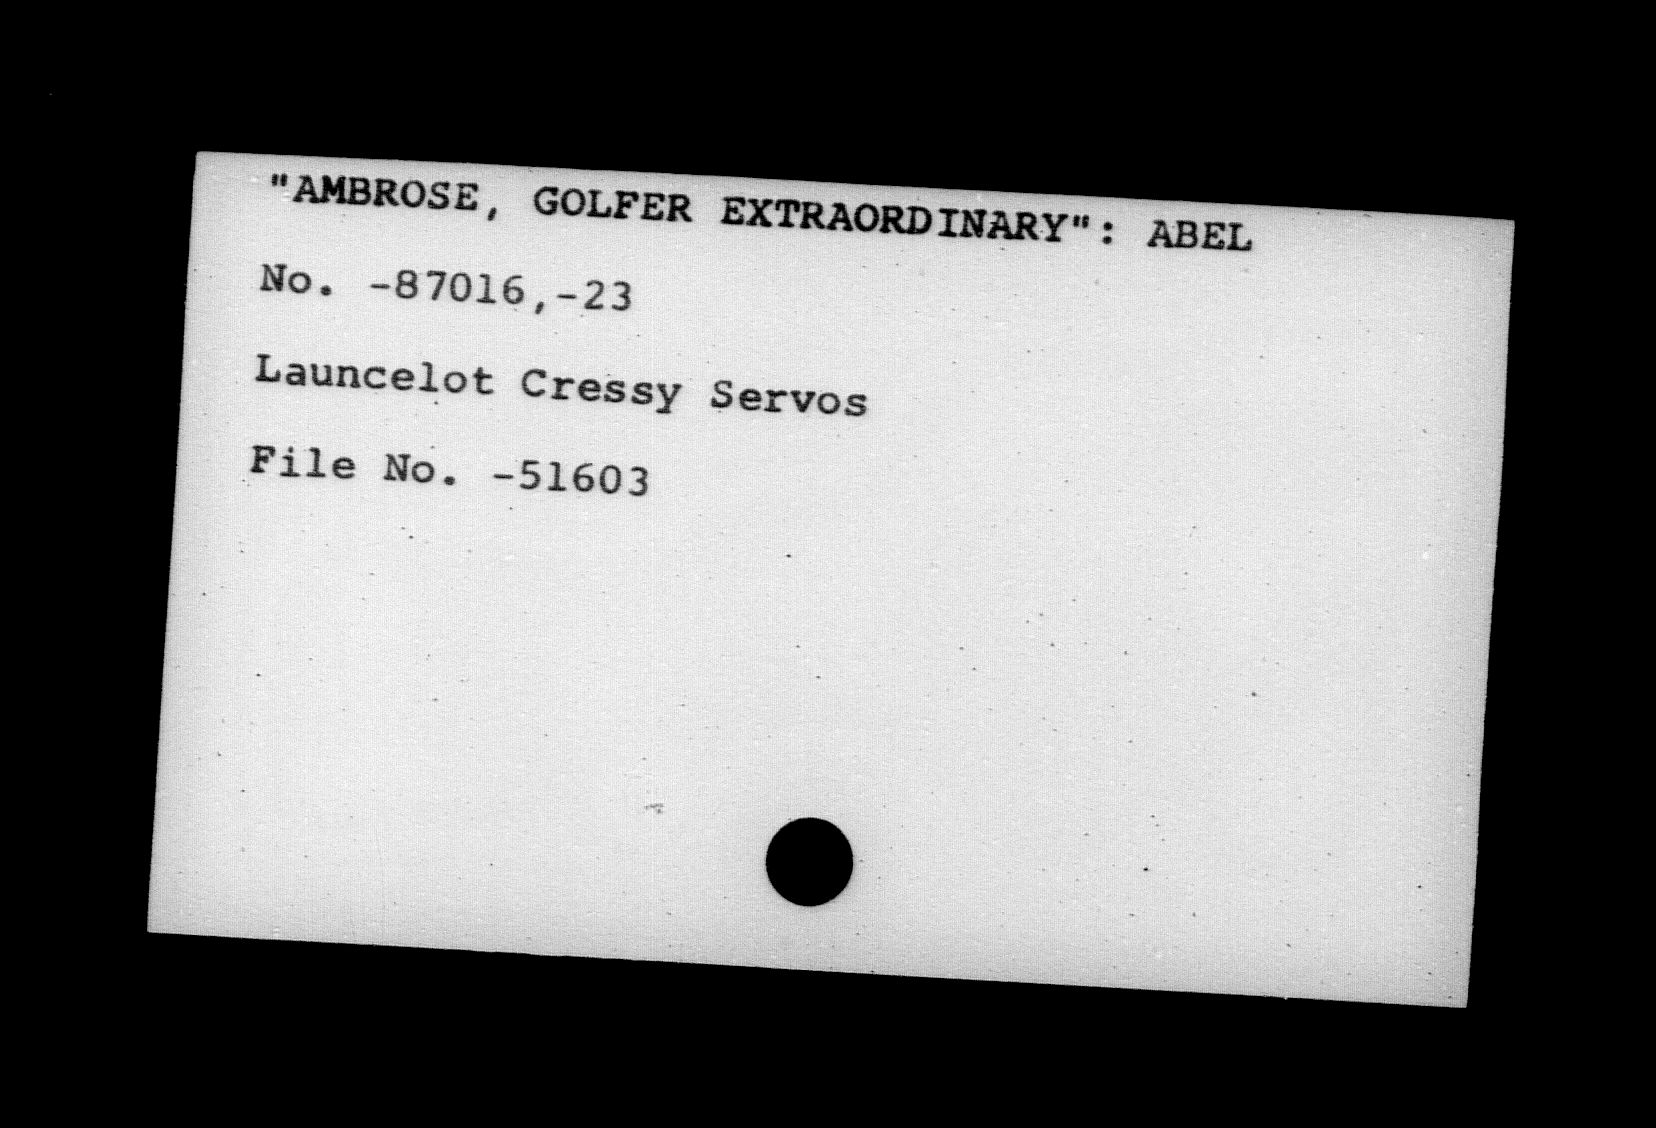 "AMBROSE, GOLFER EXTRAORDINARY": ABEL
No. -87016,-23
Launcelot Cressy Servos
File No. -51603